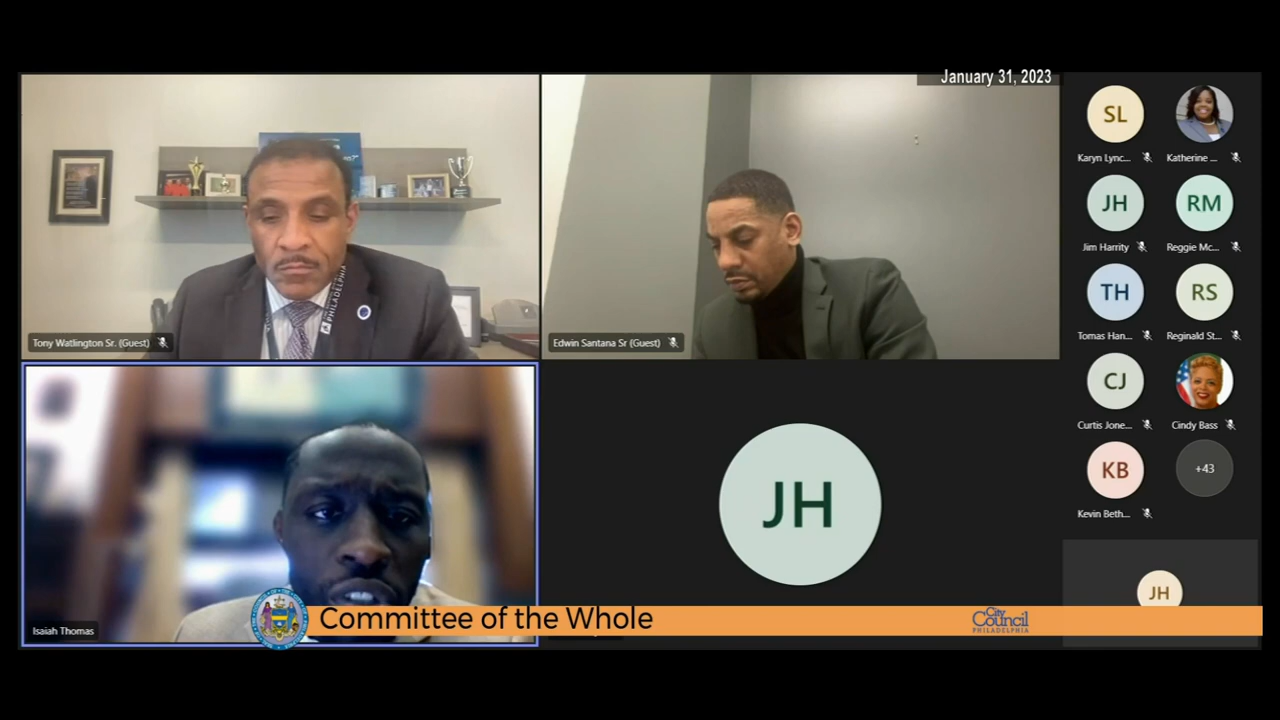 January 31, 2023
SL
Karyn Lync...
Katherine ...
JH
RM
Jim Harrity
Reggie Mc...
TH
RS
Tomas Han...
Reginald St...
CJ
Curtis Jone...
Cindy Bass
KB
+43
Kevin Beth...
PHILADELPHIA
Tony Watlington Sr. (Guest)
Edwin Santana Sr (Guest)
JH
JH
Isaiah Thomas
Committee of the Whole
City
Council
PHILADELPHIA